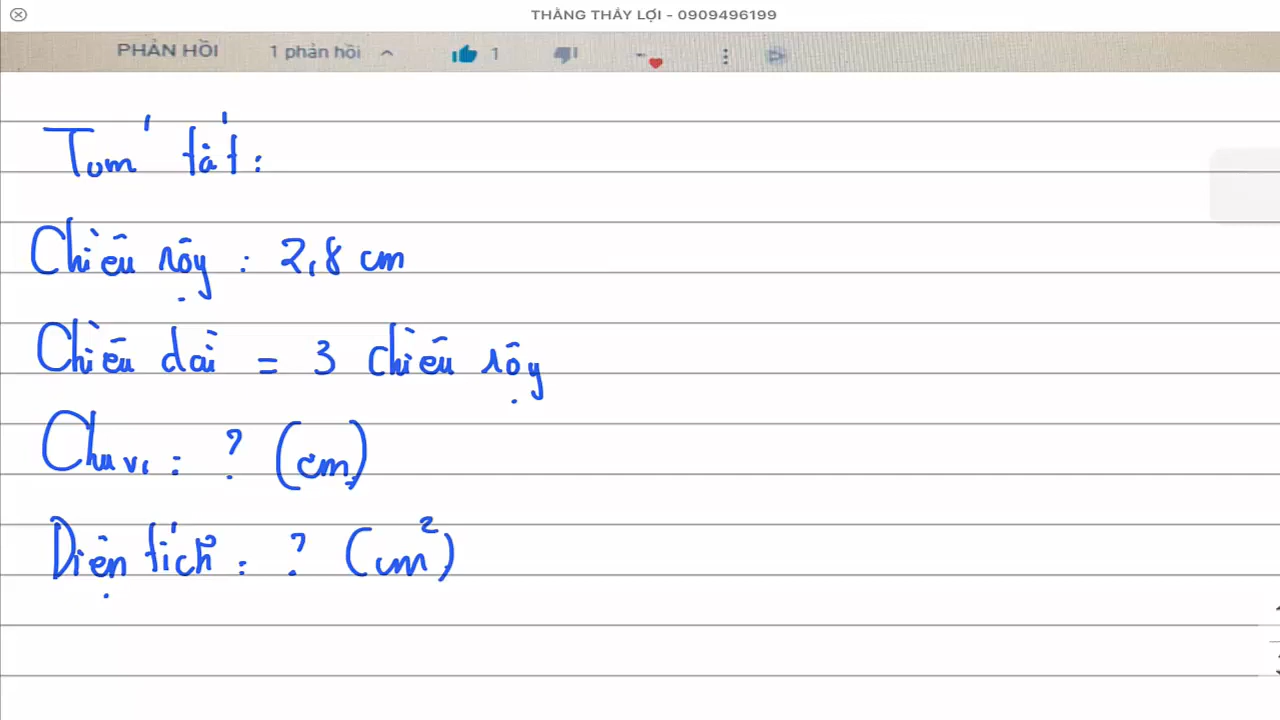 THẮNG THẦY LỢI - 0909496199
PHẢN HỒI 1 phản hồi 1
Tóm tắt:
Chiều rộng : 2,8 cm
Chiều dài = 3 chiều rộng
Chu vi : ? (cm)
Diện tích : ? (cm²)